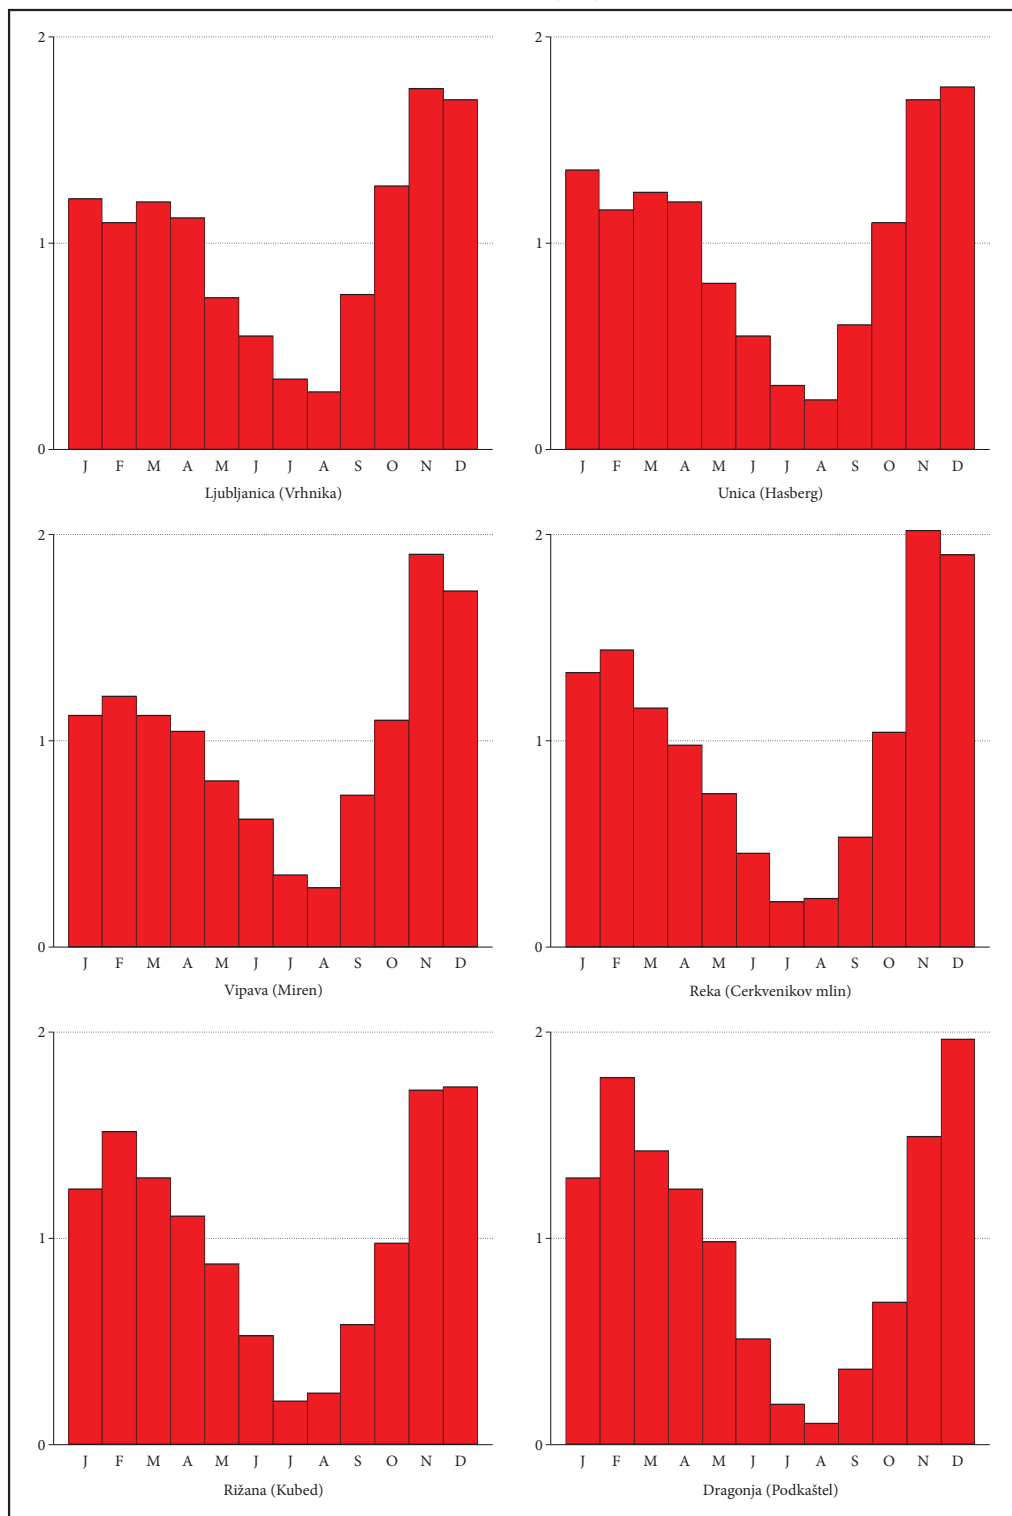 2
1
0
J F M A M J J A S O N D
Ljubljanica (Vrhnika)
2
1
0
J F M A M J J A S O N D
Unica (Hasberg)
2
1
0
J F M A M J J A S O N D
Vipava (Miren)
2
1
0
J F M A M J J A S O N D
Reka (Cerkvenikov mlin)
2
1
0
J F M A M J J A S O N D
Rižana (Kubed)
2
1
0
J F M A M J J A S O N D
Dragonja (Podkaštel)